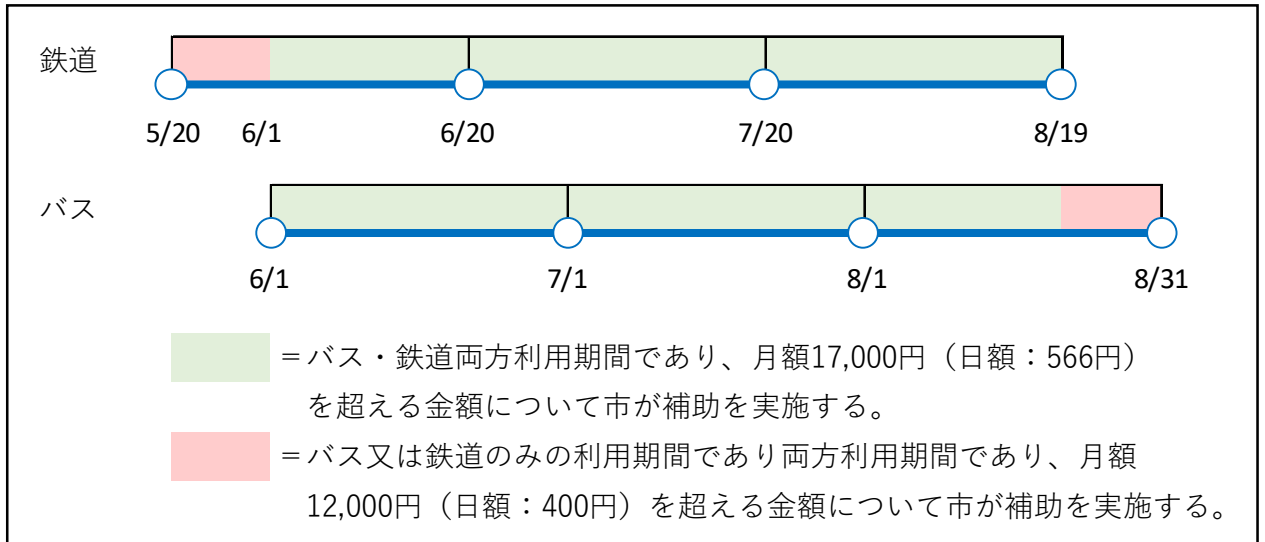 鉄道
5/20 6/1 6/20 7/20 8/19
バス
6/1 7/1 8/1 8/31
＝バス・鉄道両方利用期間であり、月額17,000円（日額：566円）
を超える金額について市が補助を実施する。
＝バス又は鉄道のみの利用期間であり両方利用期間であり、月額
12,000円（日額：400円）を超える金額について市が補助を実施する。